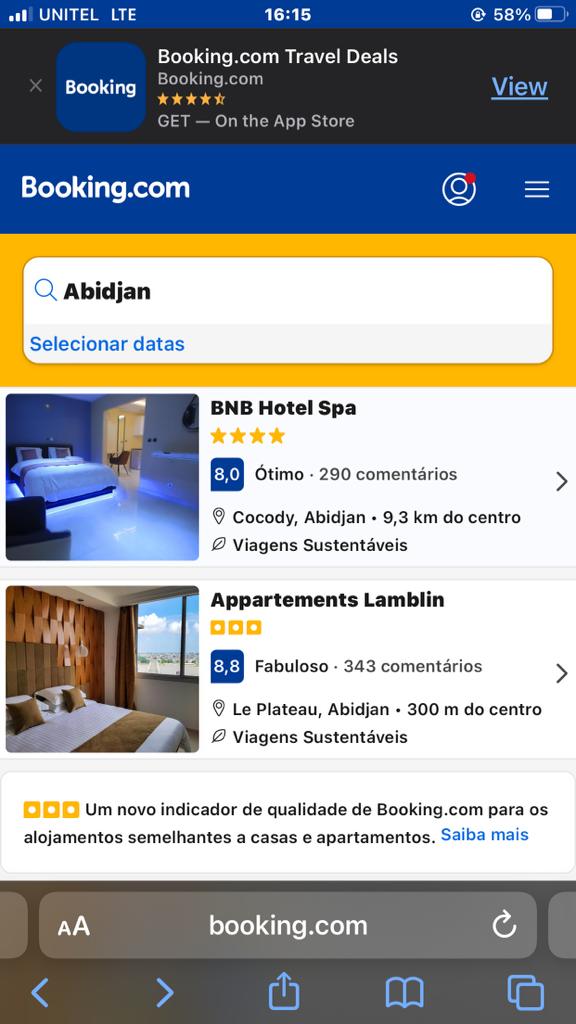 UNITEL LTE 16:15 58%
Booking.com Travel Deals
Booking
Booking.com
GET — On the App Store
View
Booking.com
Abidjan
Selecionar datas
BNB Hotel Spa
8,0 Ótimo · 290 comentários
Cocody, Abidjan • 9,3 km do centro
Viagens Sustentáveis
Appartements Lamblin
8,8 Fabuloso · 343 comentários
Le Plateau, Abidjan • 300 m do centro
Viagens Sustentáveis
Um novo indicador de qualidade de Booking.com para os
alojamentos semelhantes a casas e apartamentos. Saiba mais
AA booking.com